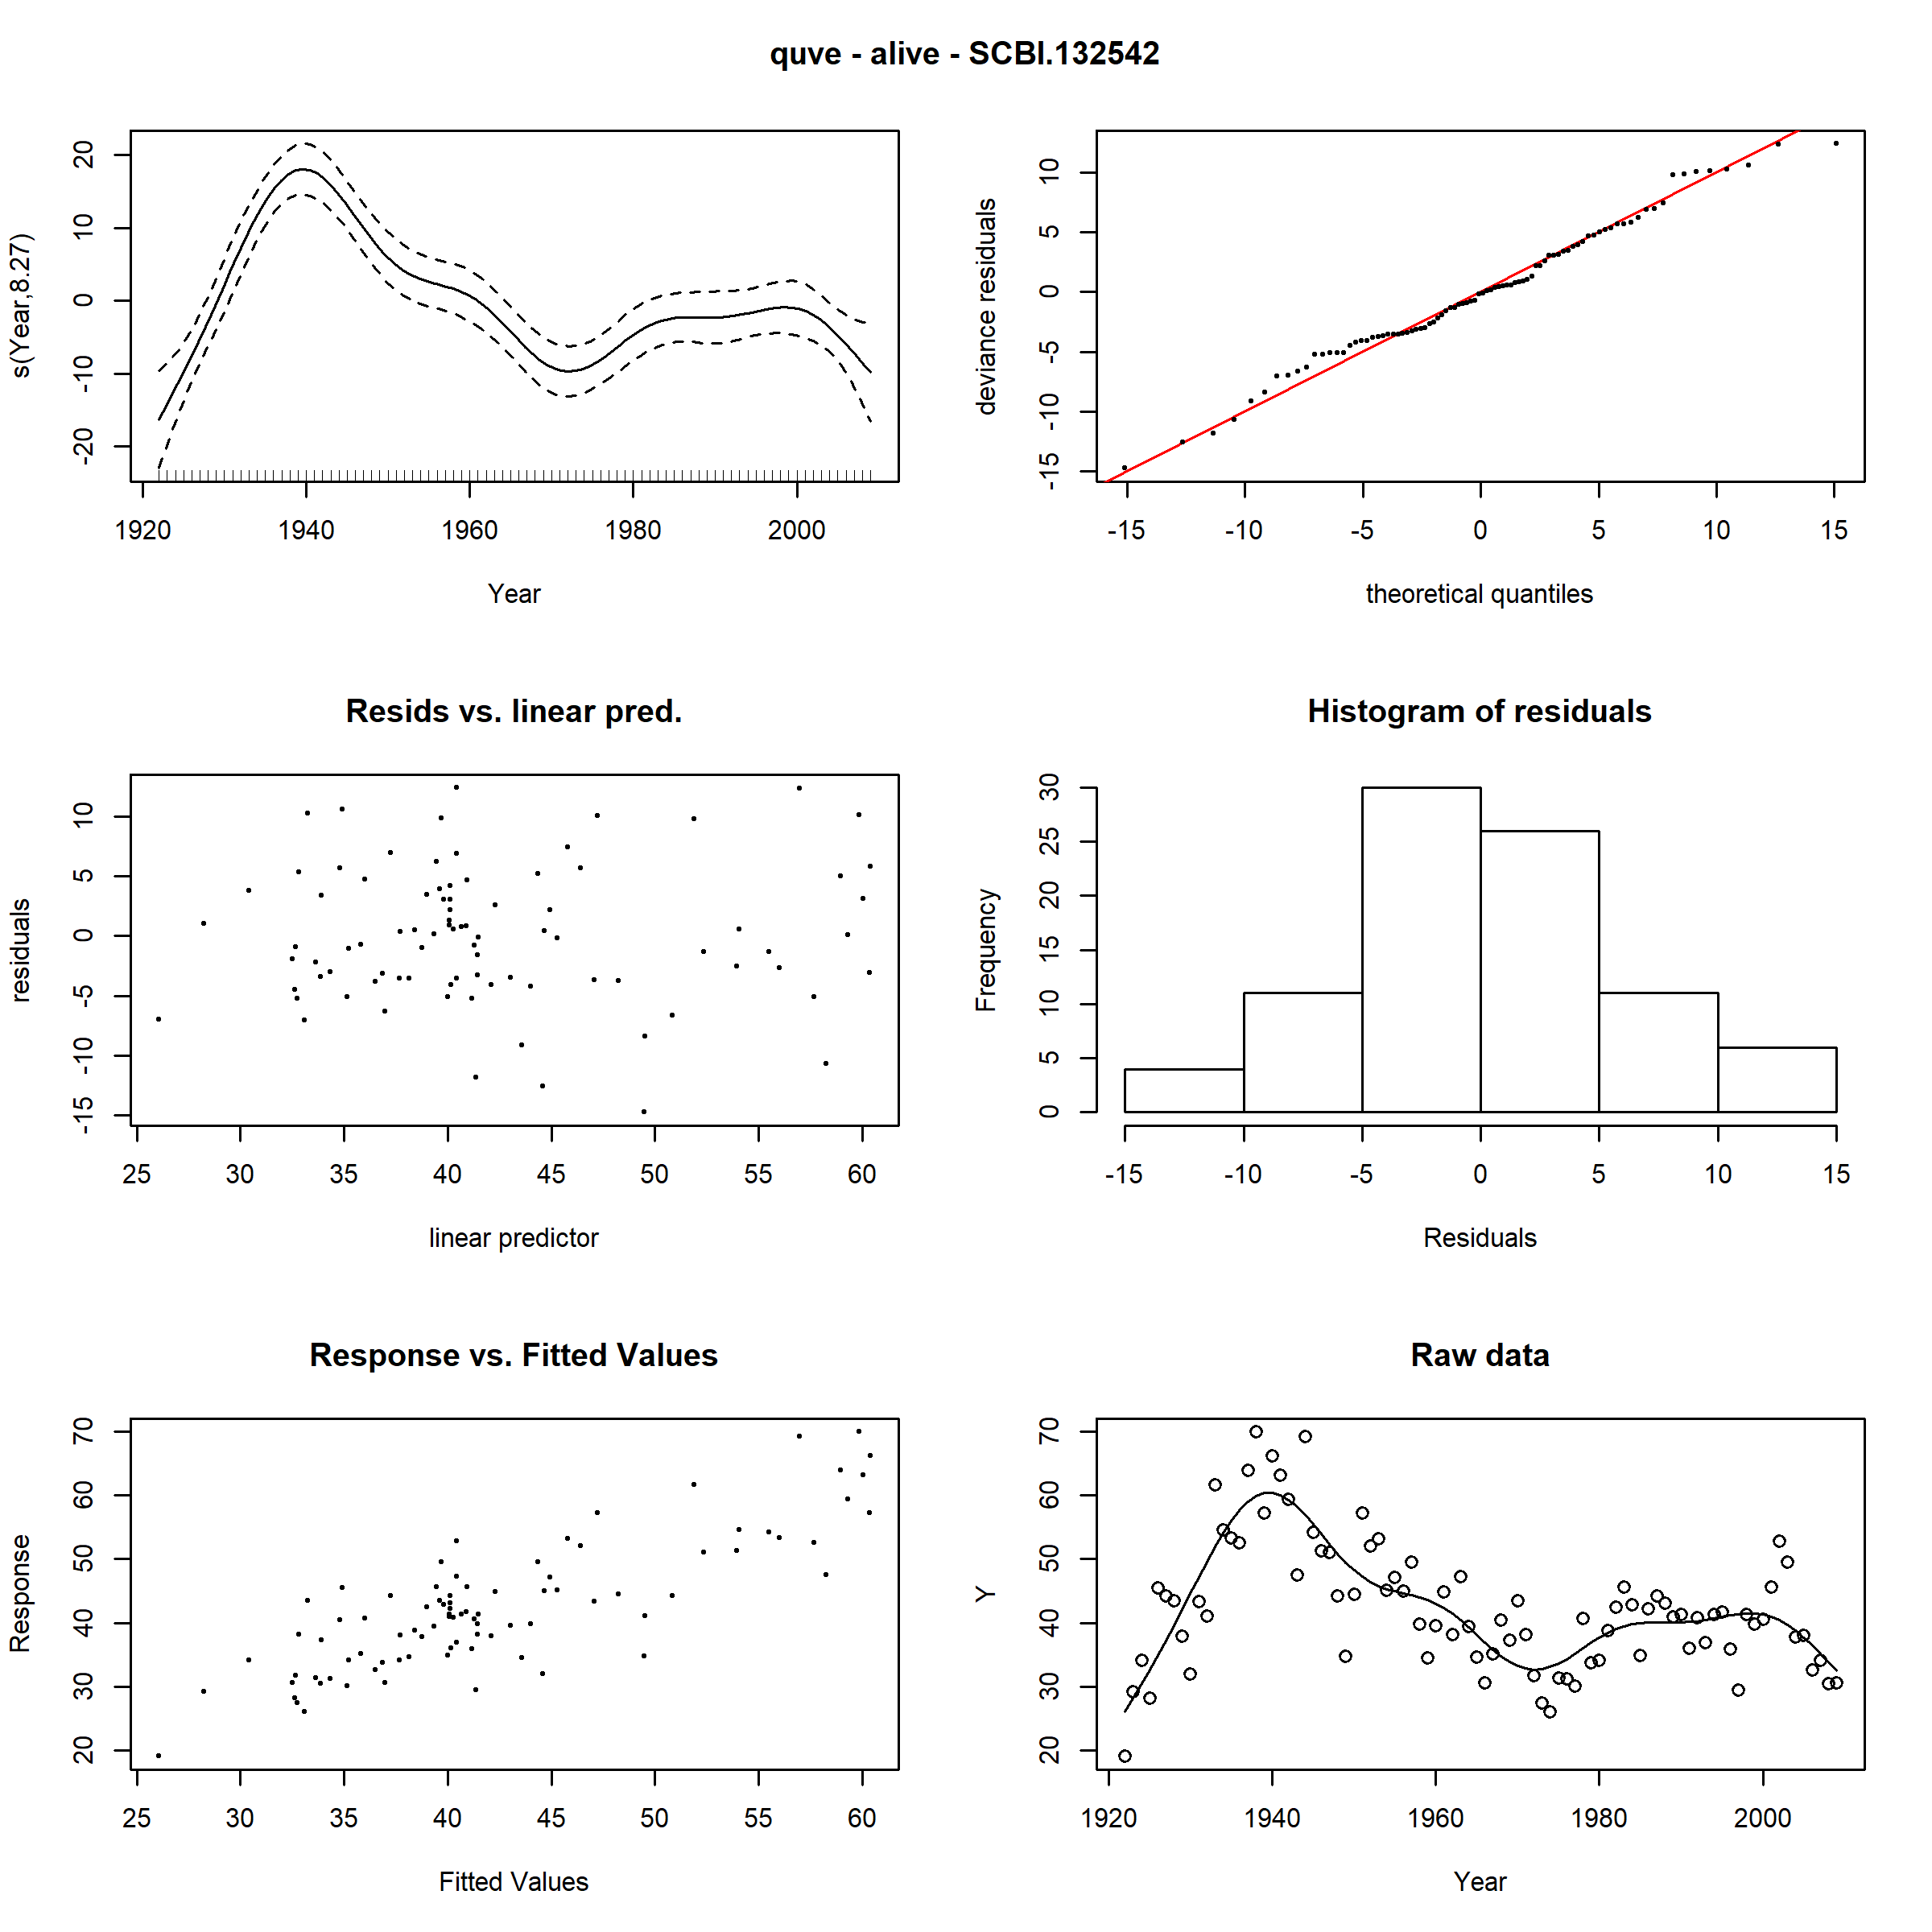 quve - alive - SCBI.132542
s(Year,8.27)
20
10
0
-10
-20
1920 1940 1960 1980 2000
Year
deviance residuals
10
5
0
-5
-10
-15
-15 -10 -5 0 5 10 15
theoretical quantiles
Resids vs. linear pred.
residuals
10
5
0
-5
-10
-15
25 30 35 40 45 50 55 60
linear predictor
Histogram of residuals
Frequency
30
25
20
15
10
5
0
-15 -10 -5 0 5 10 15
Residuals
Response vs. Fitted Values
Response
70
60
50
40
30
20
25 30 35 40 45 50 55 60
Fitted Values
Raw data
Y
70
60
50
40
30
20
1920 1940 1960 1980 2000
Year